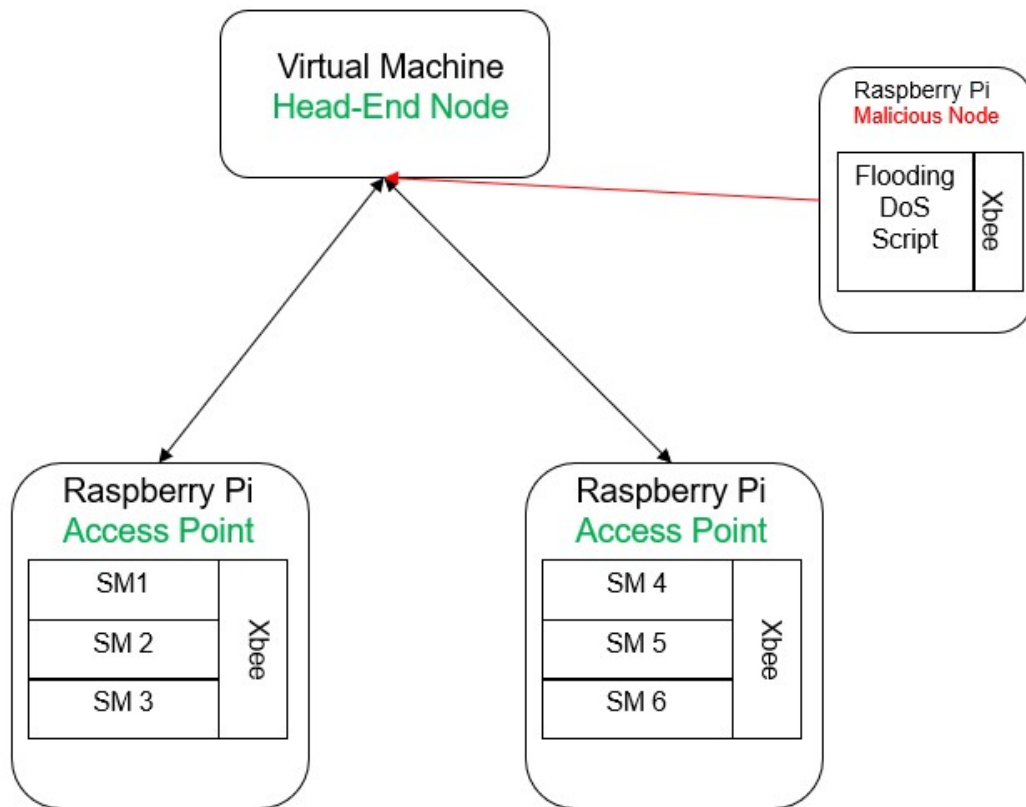 Virtual Machine
Head-End Node
Raspberry Pi
Malicious Node
Flooding
DoS
Script
Xbee
Raspberry Pi
Access Point
SM1
SM 2
SM 3
Xbee
Raspberry Pi
Access Point
SM 4
SM 5
SM 6
Xbee